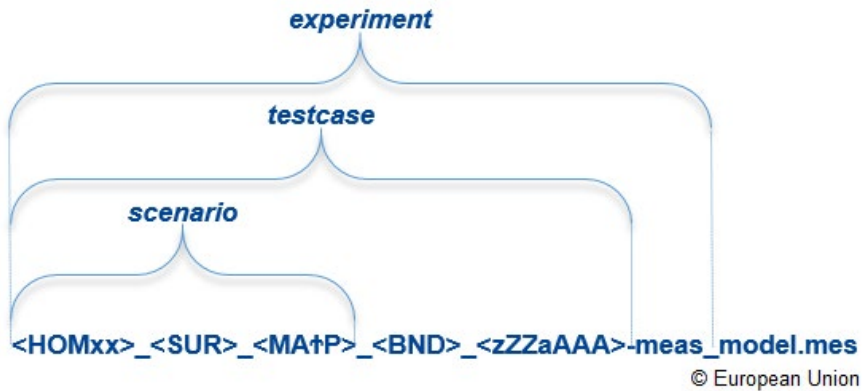 experiment
testcase
scenario
<HOMxx>_<SUR>_<MA†P>_<BND>_<zZZaAAA>-meas_model.mes
© European Union